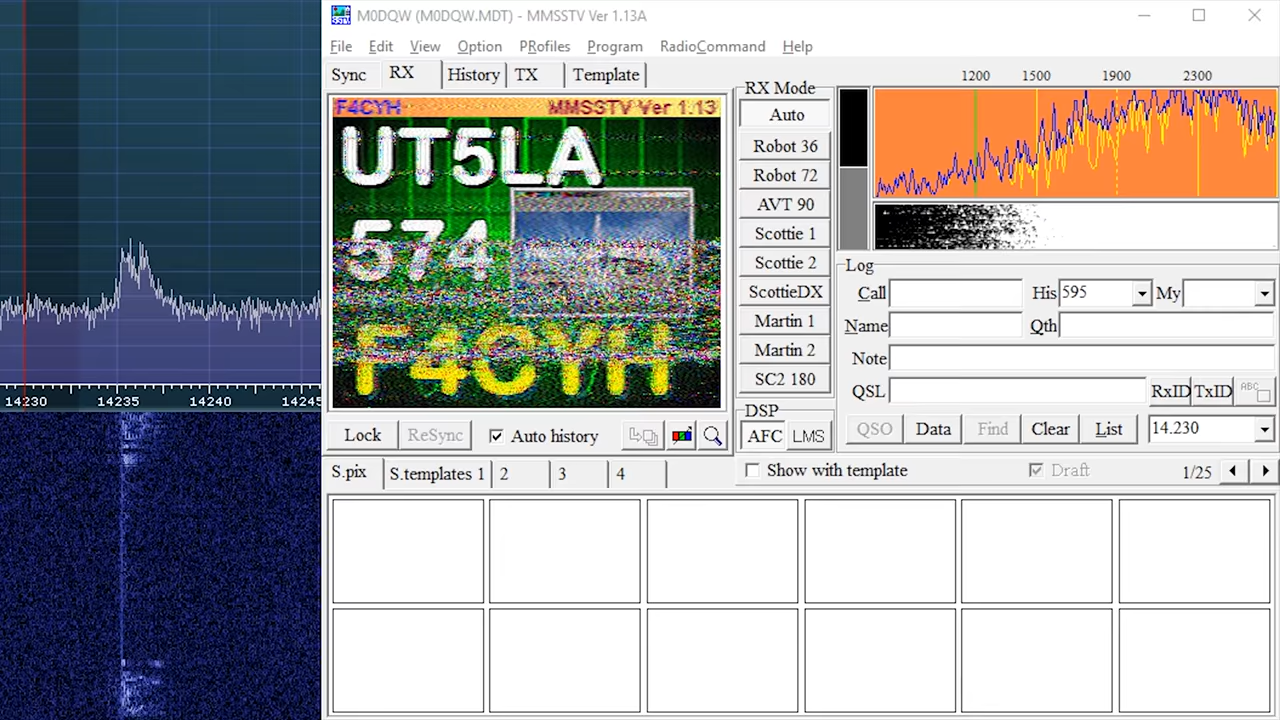 M0DQW (M0DQW.MDT) - MMSSTV Ver 1.13A
File Edit View Option PRofiles Program RadioCommand Help
Sync RX History TX Template
RX Mode
1200 1500 1900 2300
F4CYH MMSSTV Ver 1.13
UT5LA
574
F4CYH
Auto
Robot 36
Robot 72
AVT 90
Scottie 1
Scottie 2
ScottieDX
Martin 1
Martin 2
SC2 180
DSP
AFC LMS
Log
Call His 595 My
Name Qth
Note
QSL RxID TxID ABC
QSO Data Find Clear List 14.230
14230 14235 14240 14245
Lock ReSync Auto history
Show with template Draft 1/25
S.pix S.templates 1 2 3 4